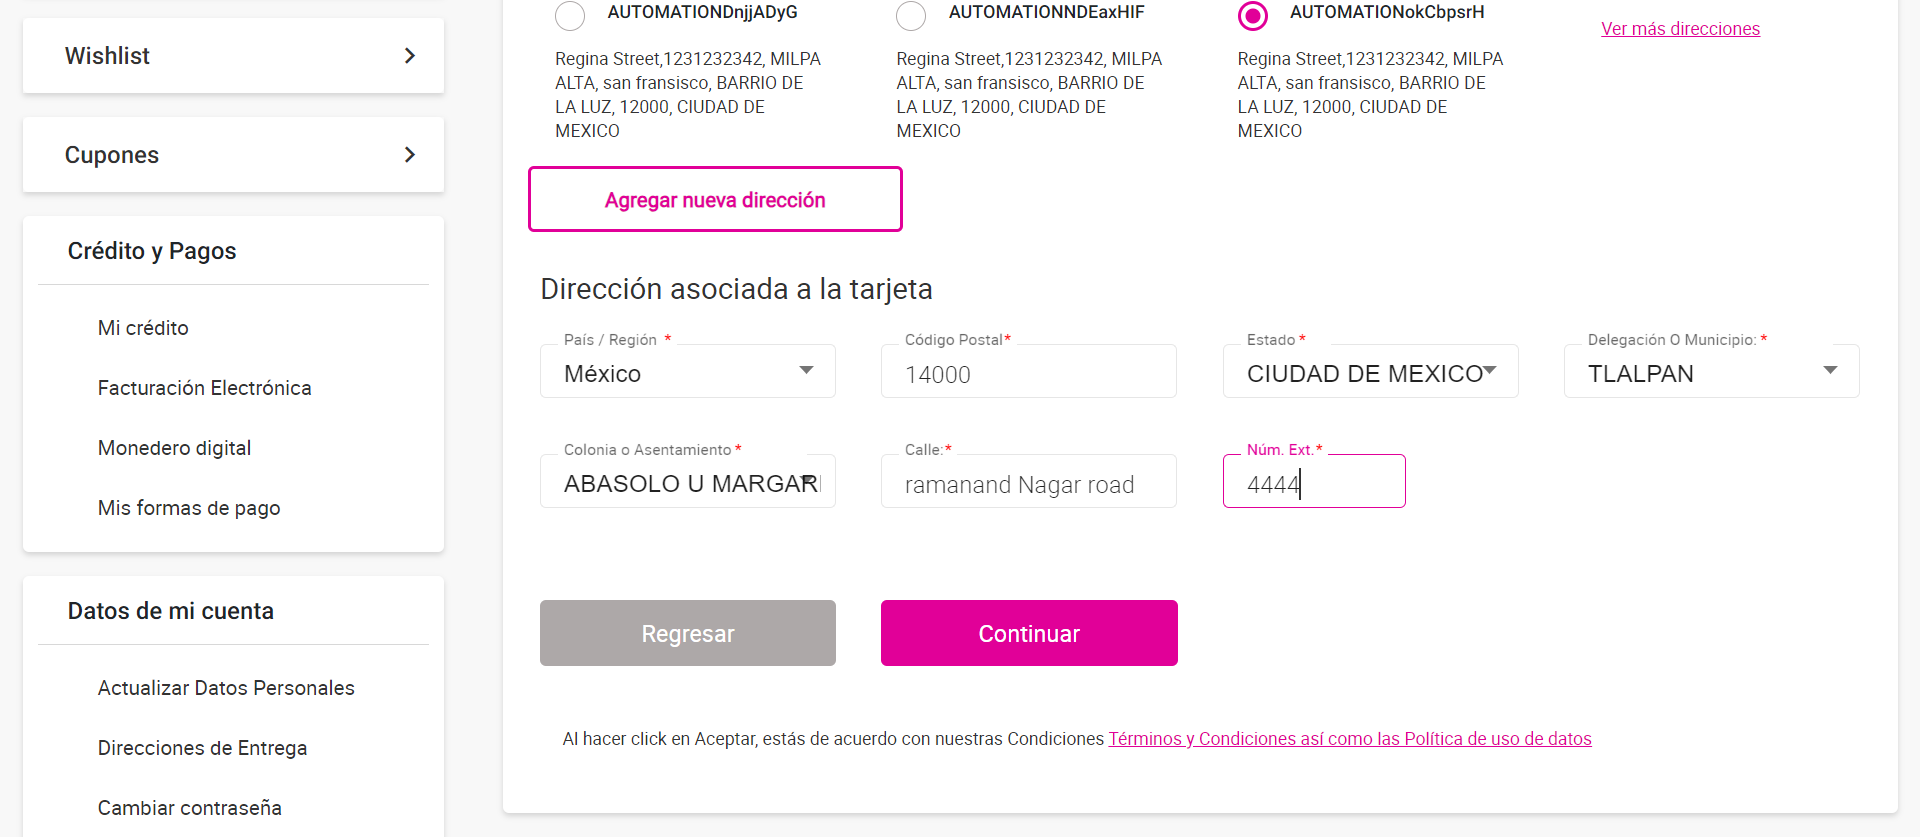 Wishlist
Cupones
Crédito y Pagos
Mi crédito
Facturación Electrónica
Monedero digital
Mis formas de pago
Datos de mi cuenta
Actualizar Datos Personales
Direcciones de Entrega
Cambiar contraseña
AUTOMATIONDnjjADyG
Regina Street,1231232342, MILPA
ALTA, san fransisco, BARRIO DE
LA LUZ, 12000, CIUDAD DE
MEXICO
AUTOMATIONNDEaxHIF
Regina Street,1231232342, MILPA
ALTA, san fransisco, BARRIO DE
LA LUZ, 12000, CIUDAD DE
MEXICO
AUTOMATIONokCbpsrH
Regina Street,1231232342, MILPA
ALTA, san fransisco, BARRIO DE
LA LUZ, 12000, CIUDAD DE
MEXICO
Ver más direcciones
Agregar nueva dirección
Dirección asociada a la tarjeta
País / Región *
México
Código Postal*
14000
Estado *
CIUDAD DE MEXICO
Delegación O Municipio: *
TLALPAN
Colonia o Asentamiento *
ABASOLO U MARGARI
Calle:*
ramanand Nagar road
Núm. Ext.*
4444
Regresar
Continuar
Al hacer click en Aceptar, estás de acuerdo con nuestras Condiciones Términos y Condiciones así como las Política de uso de datos